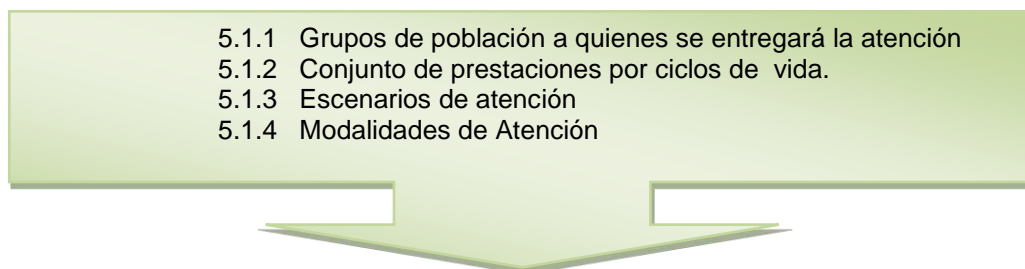 5.1.1 Grupos de población a quienes se entregará la atención
5.1.2 Conjunto de prestaciones por ciclos de vida.
5.1.3 Escenarios de atención
5.1.4 Modalidades de Atención